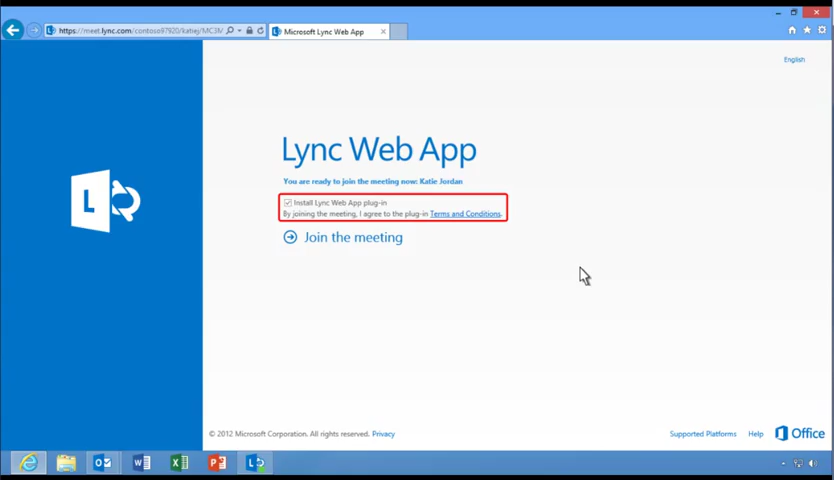 https://meet.lync.com/contoso97920/katiej/MC3M
Microsoft Lync Web App
English
Lync Web App
You are ready to join the meeting now: Katie Jordan
Install Lync Web App plug-in
By joining the meeting, I agree to the plug-in Terms and Conditions.
Join the meeting
© 2012 Microsoft Corporation. All rights reserved. Privacy
Supported Platforms Help Office